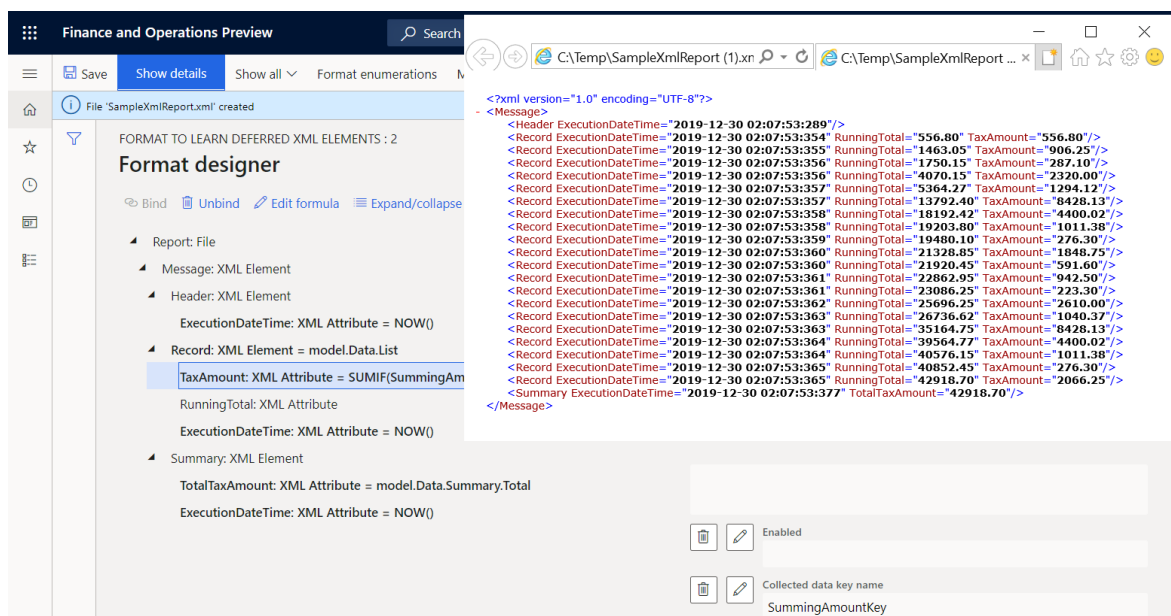 Finance and Operations Preview
Search
Save
Show details
Show all
Format enumerations
M
File 'SampleXmlReport.xml' created
FORMAT TO LEARN DEFERRED XML ELEMENTS : 2
Format designer
Bind
Unbind
Edit formula
Expand/collapse
Report: File
Message: XML Element
Header: XML Element
ExecutionDateTime: XML Attribute = NOW()
Record: XML Element = model.Data.List
TaxAmount: XML Attribute = SUMIF(SummingAm
RunningTotal: XML Attribute
ExecutionDateTime: XML Attribute = NOW()
Summary: XML Element
TotalTaxAmount: XML Attribute = model.Data.Summary.Total
ExecutionDateTime: XML Attribute = NOW()
C:\Temp\SampleXmlReport (1).xn
C:\Temp\SampleXmlReport ...
<?xml version="1.0" encoding="UTF-8"?>
- <Message>
<Header ExecutionDateTime="2019-12-30 02:07:53:289"/>
<Record ExecutionDateTime="2019-12-30 02:07:53:354" RunningTotal="556.80" TaxAmount="556.80"/>
<Record ExecutionDateTime="2019-12-30 02:07:53:355" RunningTotal="1463.05" TaxAmount="906.25"/>
<Record ExecutionDateTime="2019-12-30 02:07:53:356" RunningTotal="1750.15" TaxAmount="287.10"/>
<Record ExecutionDateTime="2019-12-30 02:07:53:356" RunningTotal="4070.15" TaxAmount="2320.00"/>
<Record ExecutionDateTime="2019-12-30 02:07:53:357" RunningTotal="5364.27" TaxAmount="1294.12"/>
<Record ExecutionDateTime="2019-12-30 02:07:53:357" RunningTotal="13792.40" TaxAmount="8428.13"/>
<Record ExecutionDateTime="2019-12-30 02:07:53:358" RunningTotal="18192.42" TaxAmount="4400.02"/>
<Record ExecutionDateTime="2019-12-30 02:07:53:358" RunningTotal="19203.80" TaxAmount="1011.38"/>
<Record ExecutionDateTime="2019-12-30 02:07:53:359" RunningTotal="19480.10" TaxAmount="276.30"/>
<Record ExecutionDateTime="2019-12-30 02:07:53:360" RunningTotal="21328.85" TaxAmount="1848.75"/>
<Record ExecutionDateTime="2019-12-30 02:07:53:360" RunningTotal="21920.45" TaxAmount="591.60"/>
<Record ExecutionDateTime="2019-12-30 02:07:53:361" RunningTotal="22862.95" TaxAmount="942.50"/>
<Record ExecutionDateTime="2019-12-30 02:07:53:361" RunningTotal="23086.25" TaxAmount="223.30"/>
<Record ExecutionDateTime="2019-12-30 02:07:53:362" RunningTotal="25696.25" TaxAmount="2610.00"/>
<Record ExecutionDateTime="2019-12-30 02:07:53:363" RunningTotal="26736.62" TaxAmount="1040.37"/>
<Record ExecutionDateTime="2019-12-30 02:07:53:363" RunningTotal="35164.75" TaxAmount="8428.13"/>
<Record ExecutionDateTime="2019-12-30 02:07:53:364" RunningTotal="39564.77" TaxAmount="4400.02"/>
<Record ExecutionDateTime="2019-12-30 02:07:53:364" RunningTotal="40576.15" TaxAmount="1011.38"/>
<Record ExecutionDateTime="2019-12-30 02:07:53:365" RunningTotal="40852.45" TaxAmount="276.30"/>
<Record ExecutionDateTime="2019-12-30 02:07:53:365" RunningTotal="42918.70" TaxAmount="2066.25"/>
<Summary ExecutionDateTime="2019-12-30 02:07:53:377" TotalTaxAmount="42918.70"/>
</Message>
Enabled
Collected data key name
SummingAmountKey